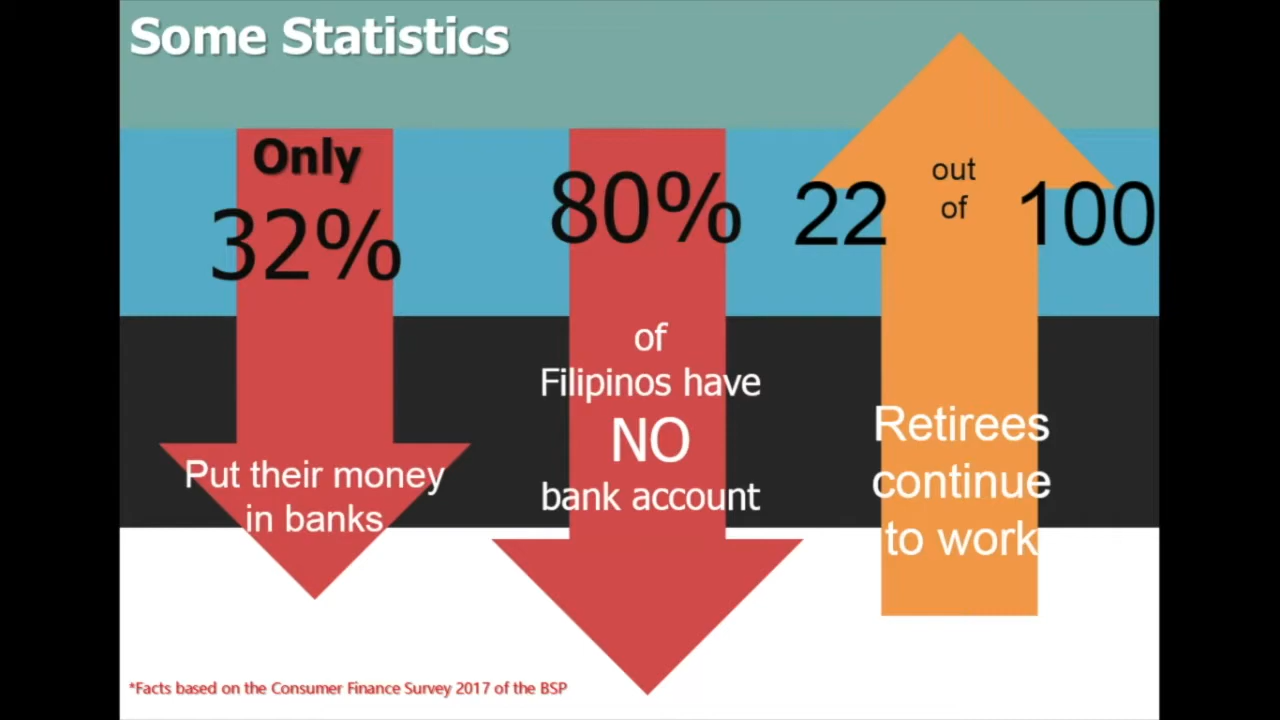 Some Statistics
Only
32%
Put their money
in banks
80%
of
Filipinos have
NO
bank account
22 out of 100
Retirees
continue
to work
*Facts based on the Consumer Finance Survey 2017 of the BSP